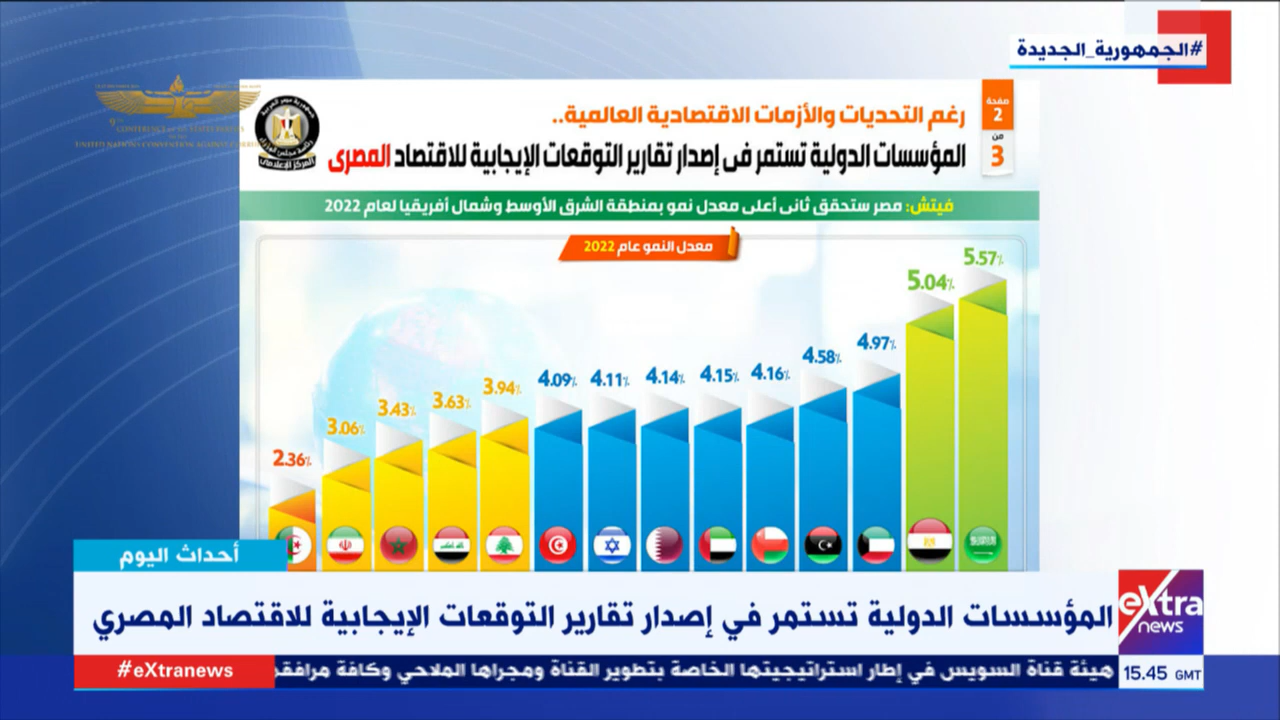 #الجمهورية_الجديدة
صفحة
2
من
3
رغم التحديات والأزمات الاقتصادية العالمية..
المؤسسات الدولية تستمر فى إصدار تقارير التوقعات الإيجابية للاقتصاد المصرى
فيتش: مصر ستحقق ثانى أعلى معدل نمو بمنطقة الشرق الأوسط وشمال أفريقيا لعام 2022
معدل النمو عام 2022
5.57٪
5.04٪
4.97٪
4.58٪
4.16٪
4.15٪
4.14٪
4.11٪
4.09٪
3.94٪
3.63٪
3.43٪
3.06٪
2.36٪
أحداث اليوم
المؤسسات الدولية تستمر في إصدار تقارير التوقعات الإيجابية للاقتصاد المصري
eXtra
news
هيئة قناة السويس في إطار استراتيجيتها الخاصة بتطوير القناة ومجراها الملاحي وكافة
#eXtranews
15.45 GMT